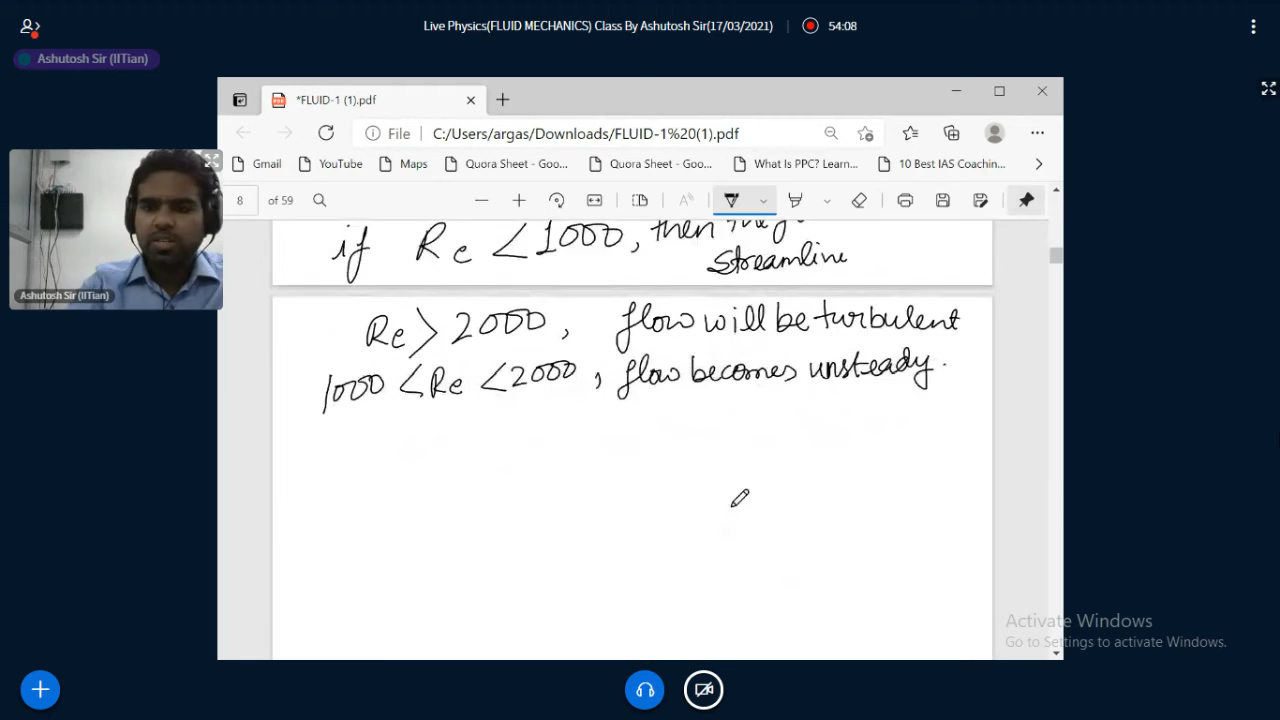 Live Physics(FLUID MECHANICS) Class By Ashutosh Sir(17/03/2021)
54:08
Ashutosh Sir (IITian)
*FLUID-1 (1).pdf
File
C:/Users/argas/Downloads/FLUID-1%20(1).pdf
Gmail
YouTube
Maps
Quora Sheet - Goo...
Quora Sheet - Goo...
What Is PPC? Learn...
10 Best IAS Coachin...
8 of 59
if Re < 1000, then
Streamline
Re > 2000, flow will be turbulent
1000 < Re < 2000, flow becomes unsteady.
Ashutosh Sir (IITian)
Activate Windows
Go to Settings to activate Windows.